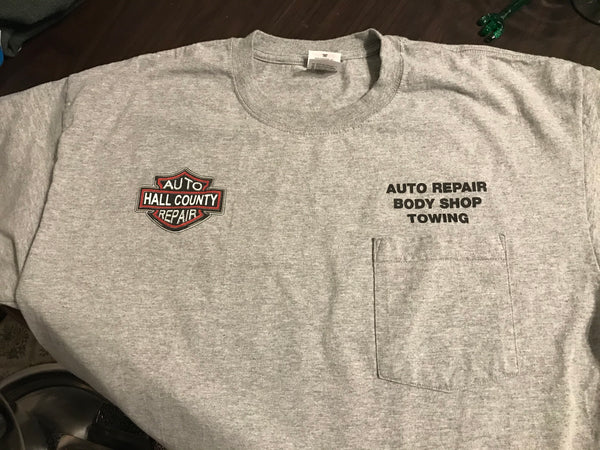 AUTO
HALL COUNTY
REPAIR
AUTO REPAIR
BODY SHOP
TOWING